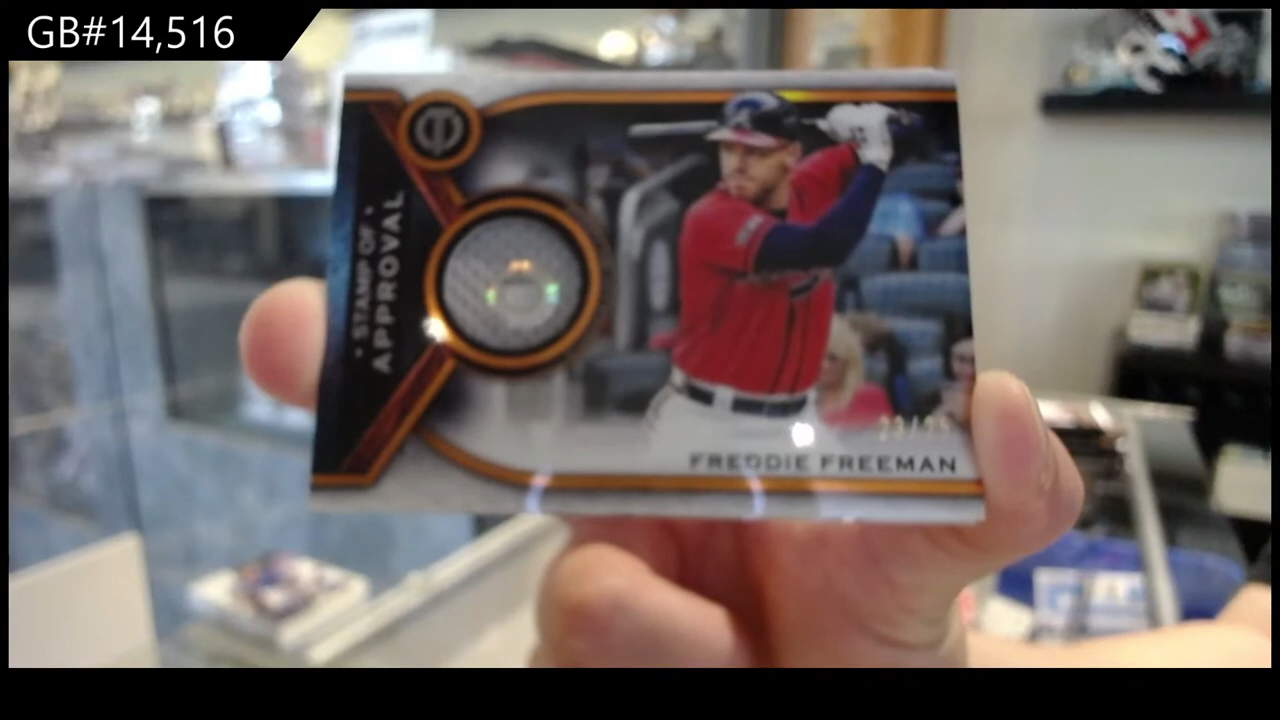 GB#14,516
• STAMP OF •
APPROVAL
FREDDIE FREEMAN